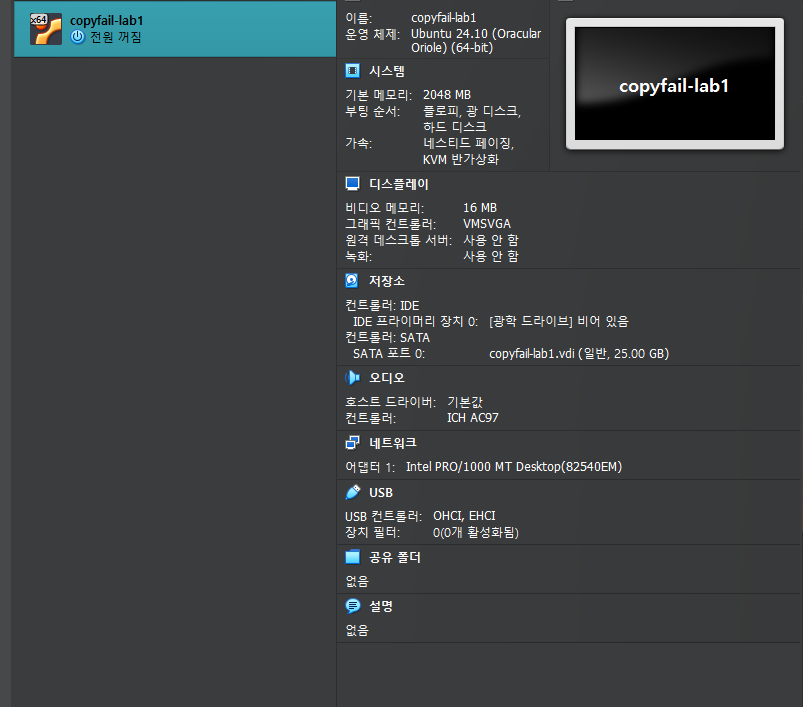 x64
copyfail-lab1
전원 꺼짐
이름: copyfail-lab1
운영 체제: Ubuntu 24.10 (Oracular
Oriole) (64-bit)
copyfail-lab1
시스템
기본 메모리: 2048 MB
부팅 순서: 플로피, 광 디스크,
하드 디스크
가속: 네스티드 페이징,
KVM 반가상화
디스플레이
비디오 메모리: 16 MB
그래픽 컨트롤러: VMSVGA
원격 데스크톱 서버: 사용 안 함
녹화: 사용 안 함
저장소
컨트롤러: IDE
IDE 프라이머리 장치 0: [광학 드라이브] 비어 있음
컨트롤러: SATA
SATA 포트 0: copyfail-lab1.vdi (일반, 25.00 GB)
오디오
호스트 드라이버: 기본값
컨트롤러: ICH AC97
네트워크
어댑터 1: Intel PRO/1000 MT Desktop(82540EM)
USB
USB 컨트롤러: OHCI, EHCI
장치 필터: 0(0개 활성화됨)
공유 폴더
없음
설명
없음